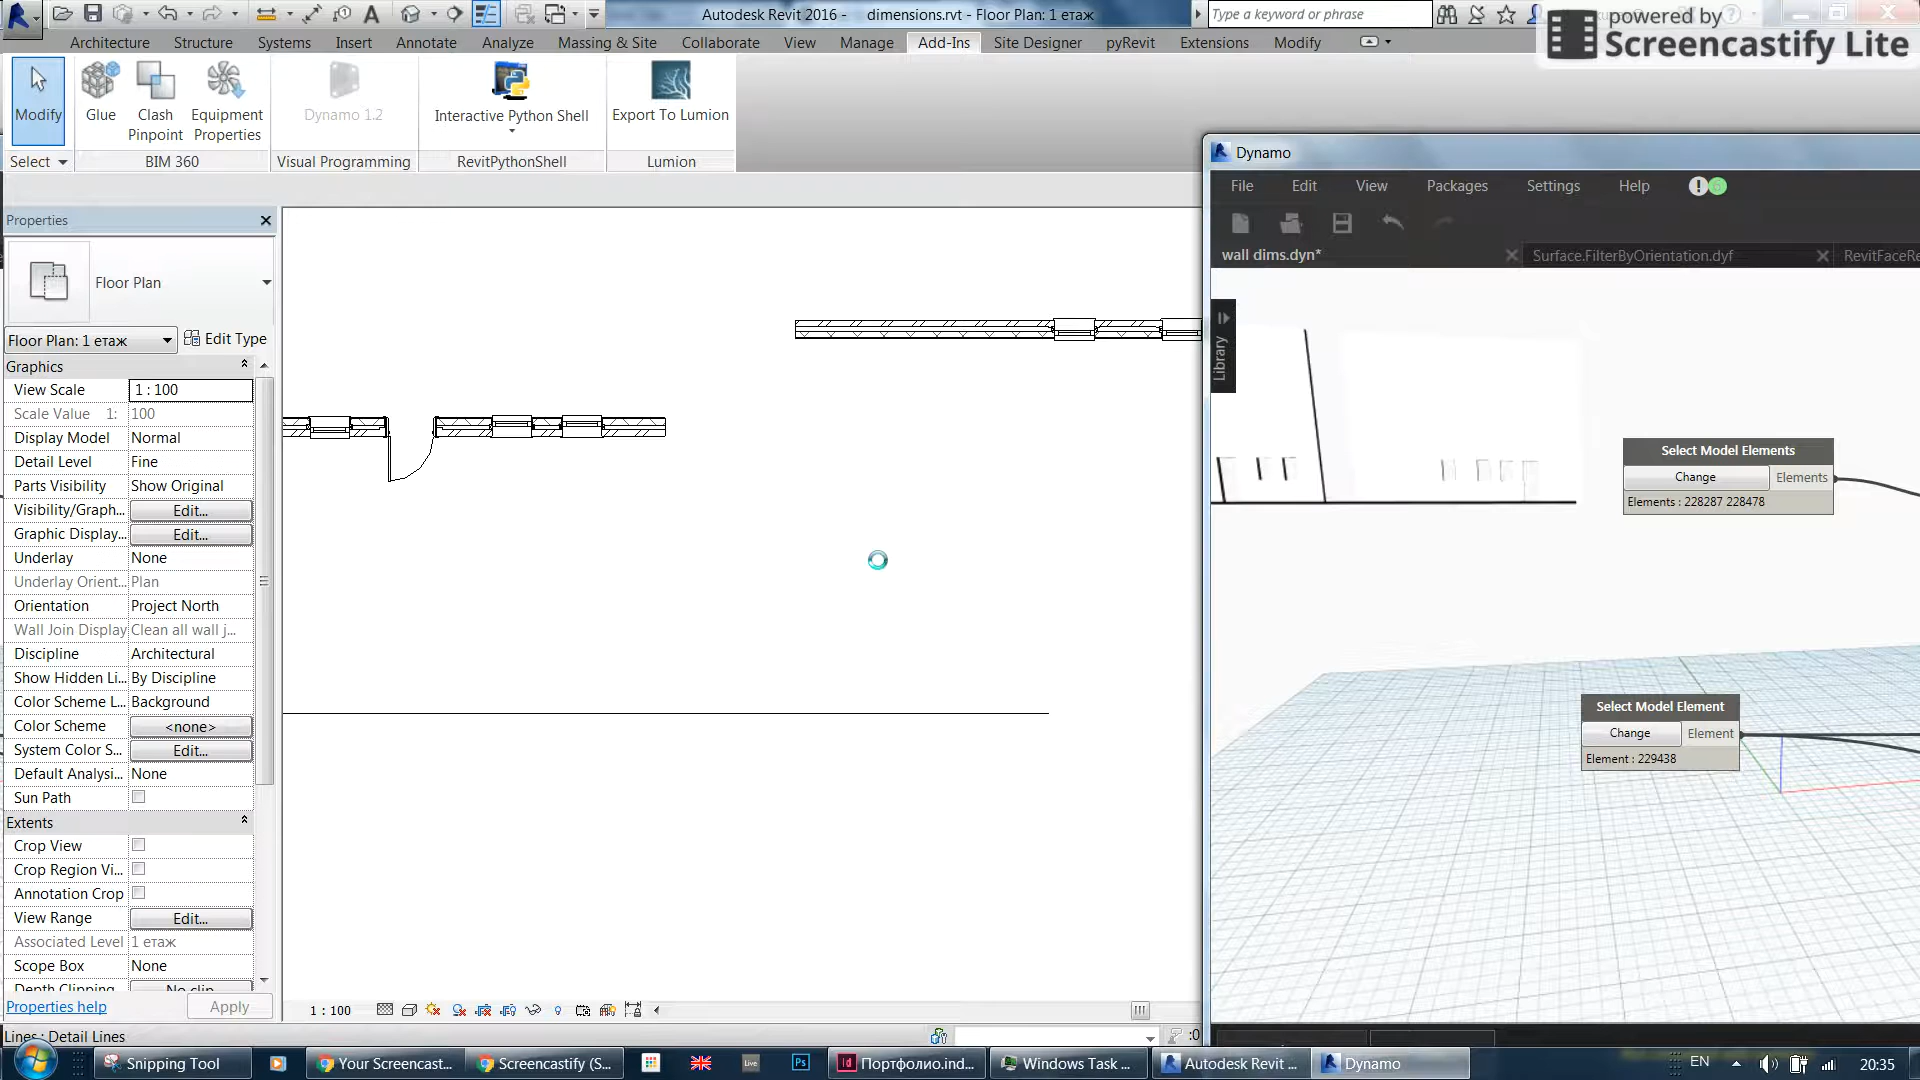 Autodesk Revit 2016 - dimensions.rvt - Floor Plan: 1 етаж
Type a keyword or phrase
powered by
Screencastify Lite
Architecture Structure Systems Insert Annotate Analyze Massing & Site Collaborate View Manage Add-Ins Site Designer pyRevit Extensions Modify
Modify Glue Clash Pinpoint Equipment Properties Dynamo 1.2 Interactive Python Shell Export To Lumion
Select BIM 360 Visual Programming RevitPythonShell Lumion
Dynamo
File Edit View Packages Settings Help
wall dims.dyn* Surface.FilterByOrientation.dyf RevitFaceRe
Library
Select Model Elements
Change Elements
Elements : 228287 228478
Select Model Element
Change Element
Element : 229438
Properties
Floor Plan
Floor Plan: 1 етаж Edit Type
Graphics
View Scale 1 : 100
Scale Value 1: 100
Display Model Normal
Detail Level Fine
Parts Visibility Show Original
Visibility/Graph... Edit...
Graphic Display... Edit...
Underlay None
Underlay Orient... Plan
Orientation Project North
Wall Join Display Clean all wall j...
Discipline Architectural
Show Hidden Li... By Discipline
Color Scheme L... Background
Color Scheme <none>
System Color S... Edit...
Default Analysi... None
Sun Path
Extents
Crop View
Crop Region Vi...
Annotation Crop
View Range Edit...
Associated Level 1 етаж
Scope Box None
Depth Clipping No clip
Properties help Apply
1 : 100
Lines : Detail Lines
:0
Snipping Tool Your Screencast... Screencastify (S... Live Ps Id Портфолио.ind... Windows Task ... Autodesk Revit ... Dynamo EN 20:35